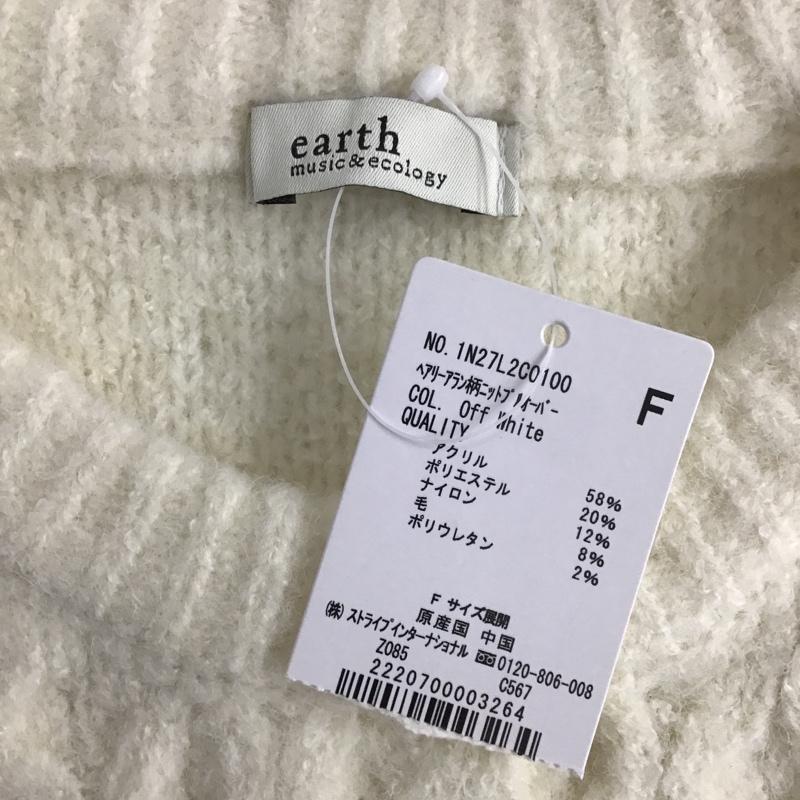 earth
music&ecology
NO. 1N27L2C0100
ヘアリーアラン柄ニットプルオーバー
F
COL. Off White
QUALITY
アクリル 58%
ポリエステル 20%
ナイロン 12%
毛 8%
ポリウレタン 2%
F サイズ展開
原産国 中国
(株)ストライプインターナショナル 0120-806-008
Z085 C567
2220700003264